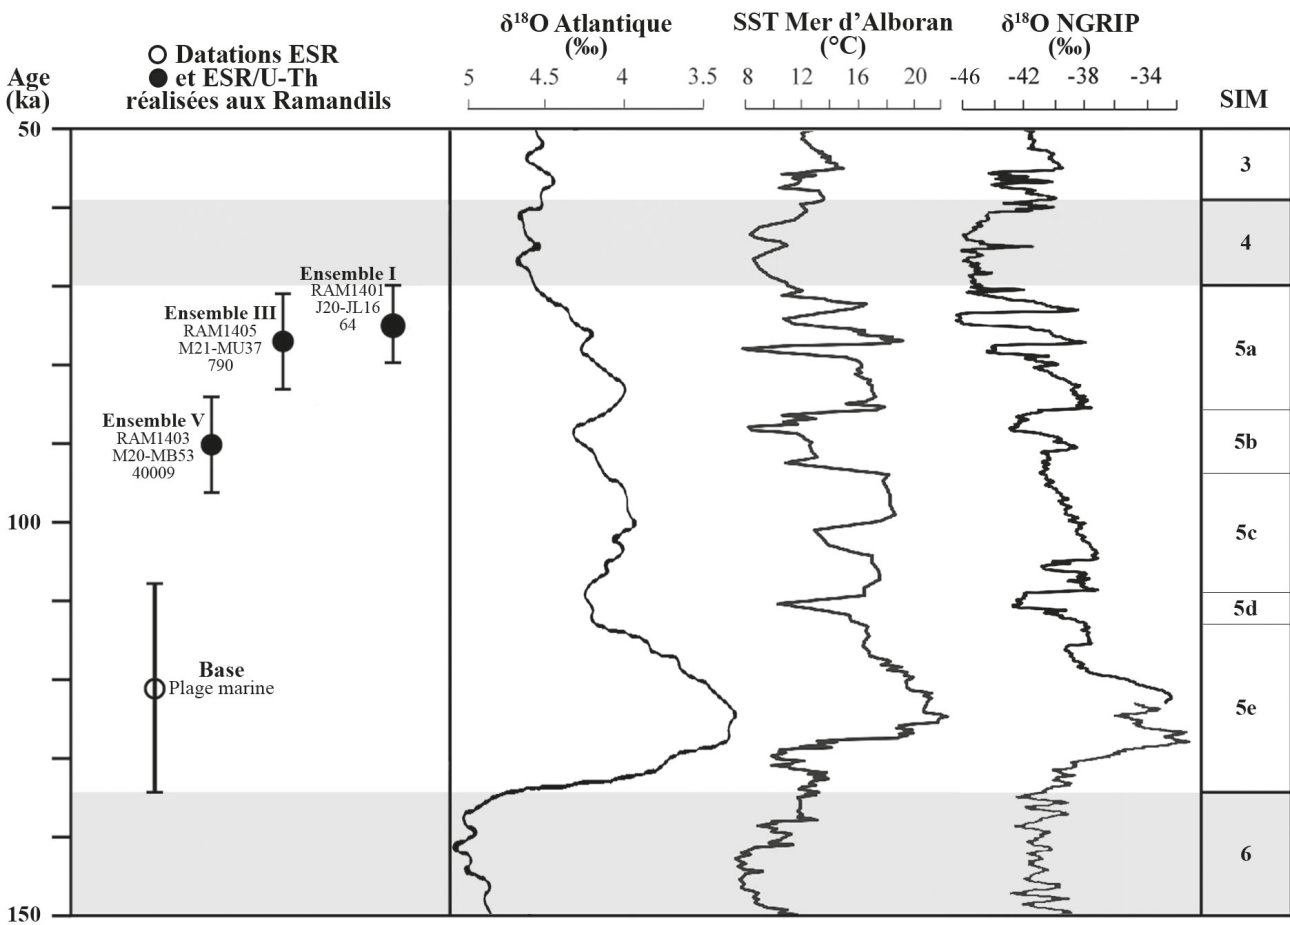 δ¹⁸O Atlantique
(‰)
SST Mer d’Alboran
(°C)
δ¹⁸O NGRIP
(‰)
Datations ESR
et ESR/U-Th
réalisées aux Ramandils
Age
(ka)
5 4.5 4 3.5
8 12 16 20
-46 -42 -38 -34
SIM
50
100
150
Ensemble I
RAM1401
J20-JL16
64
Ensemble III
RAM1405
M21-MU37
790
Ensemble V
RAM1403
M20-MB53
40009
Base
Plage marine
3
4
5a
5b
5c
5d
5e
6